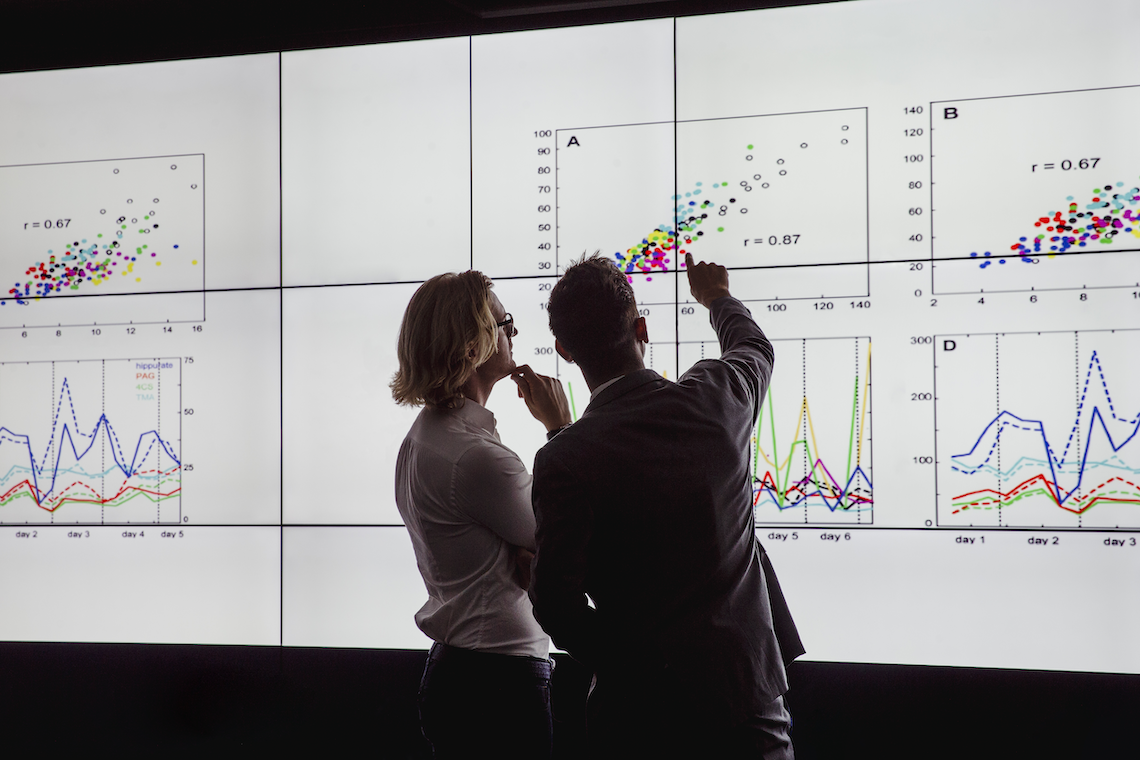 r = 0.67
6 8 10 12 14 16
hippurate
PAG
4CS
TMA
75
50
25
0
day 2 day 3 day 4 day 5
A
100
90
80
70
60
50
40
30
20
r = 0.87
40 60 80 100 120 140
300
day 5 day 6
B
140
120
100
80
60
40
20
0
r = 0.67
2 4 6 8 10
D
300
200
100
0
day 1 day 2 day 3